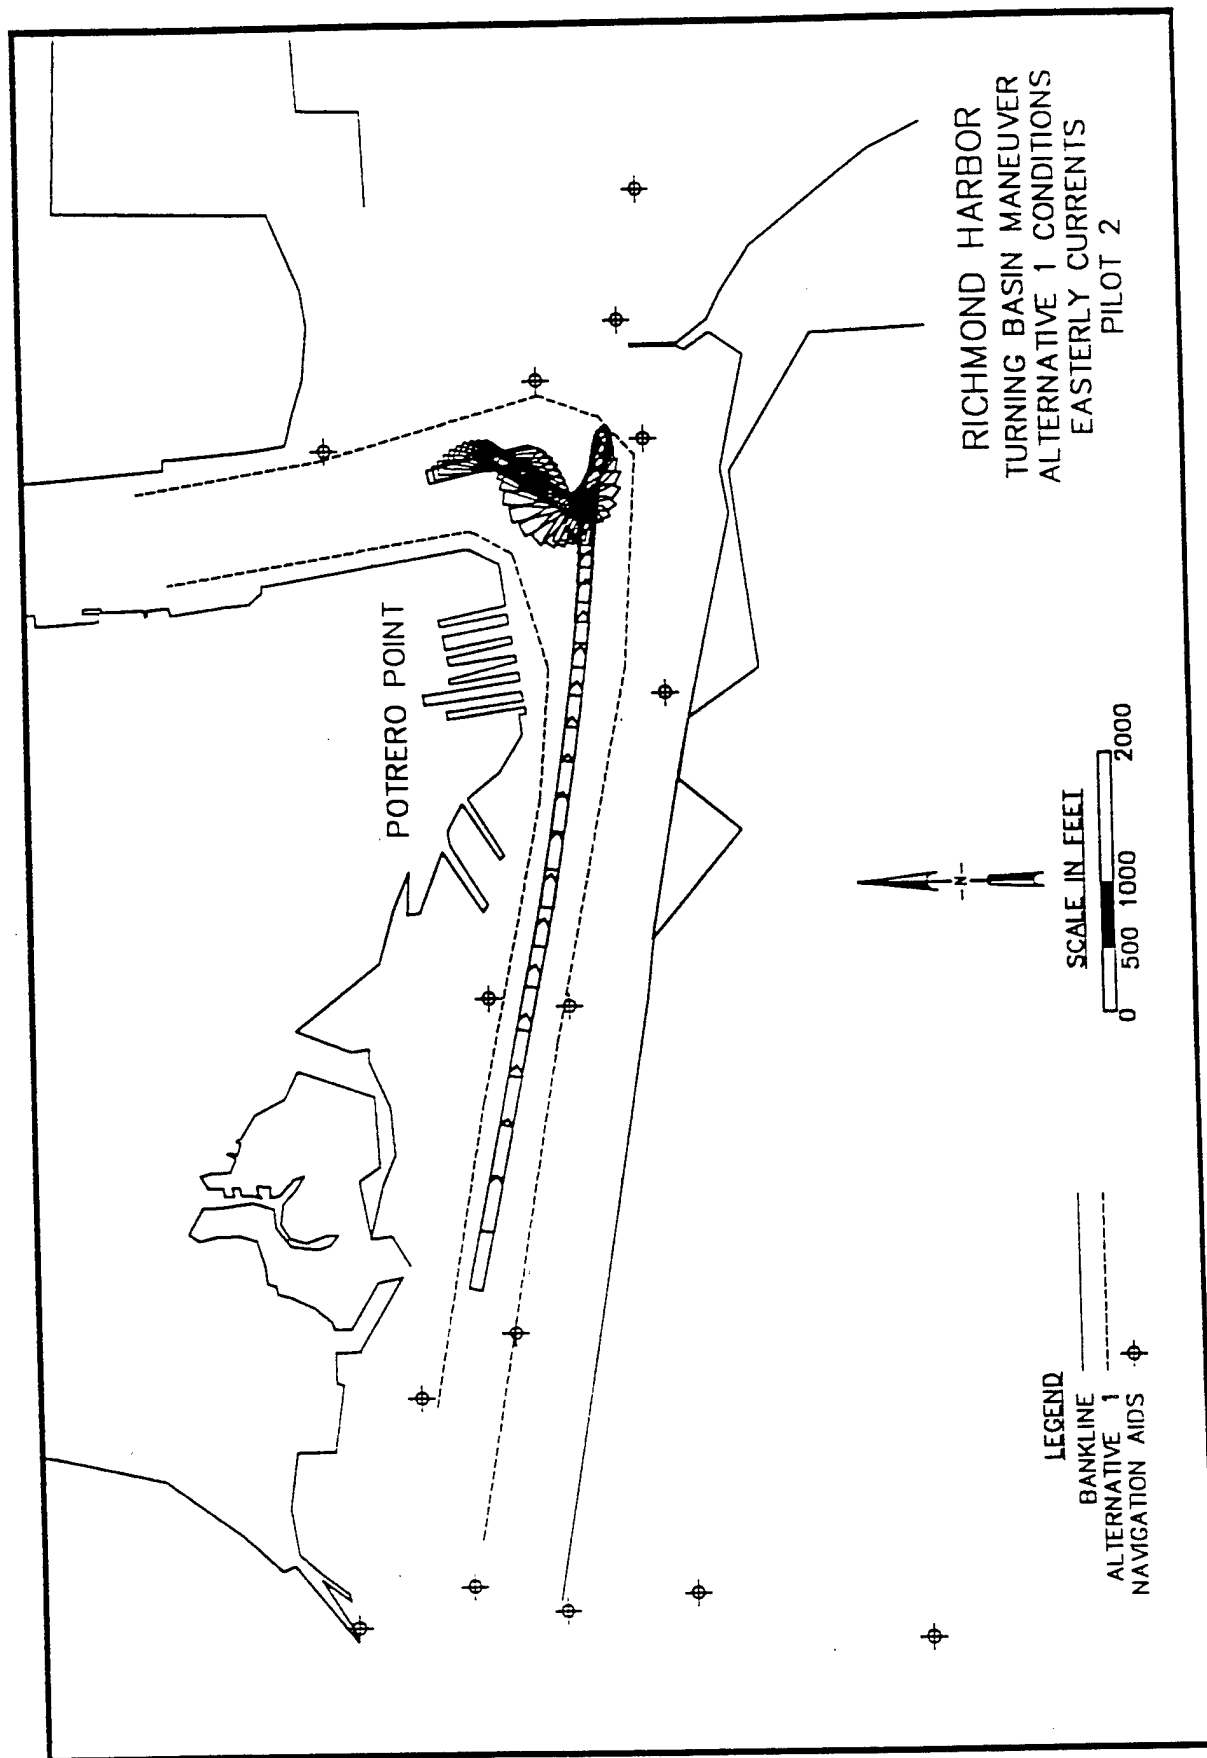 POTRERO POINT
RICHMOND HARBOR
TURNING BASIN MANEUVER
ALTERNATIVE 1 CONDITIONS
EASTERLY CURRENTS
PILOT 2
-N-
SCALE IN FEET
0 500 1000 2000
LEGEND
BANKLINE
ALTERNATIVE 1
NAVIGATION AIDS